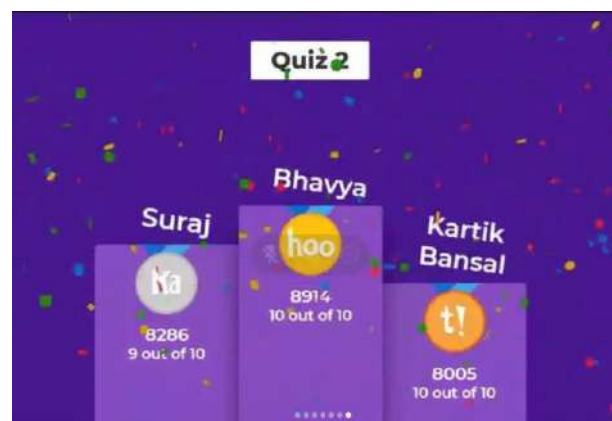 Quiz 2
Bhavya
hoo
8914
10 out of 10
Suraj
Ka
8286
9 out of 10
Kartik
Bansal
t!
8005
10 out of 10